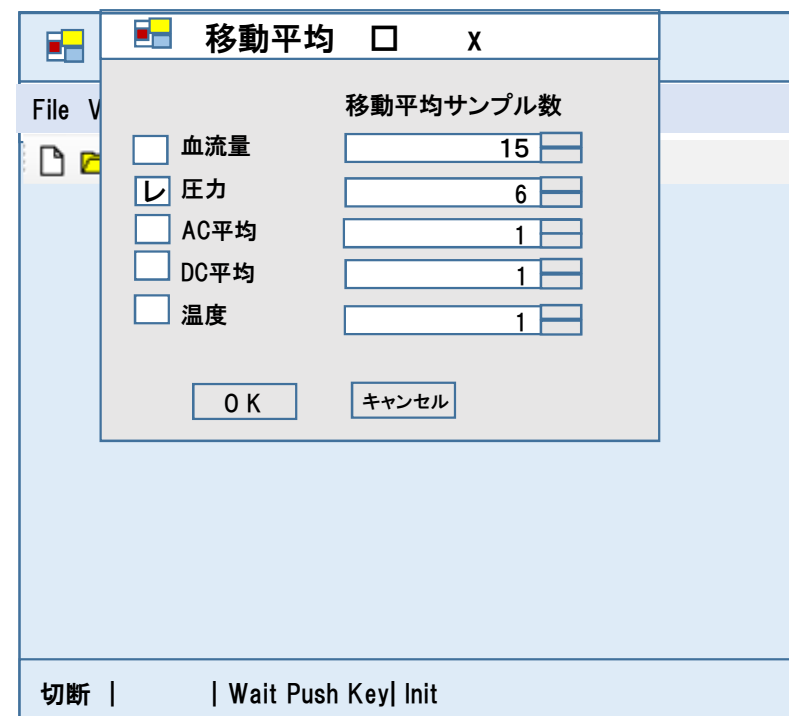 移動平均 □ x
File V
移動平均サンプル数
血流量 15
レ 圧力 6
AC平均 1
DC平均 1
温度 1
OK キャンセル
切断 | | Wait Push Key| Init